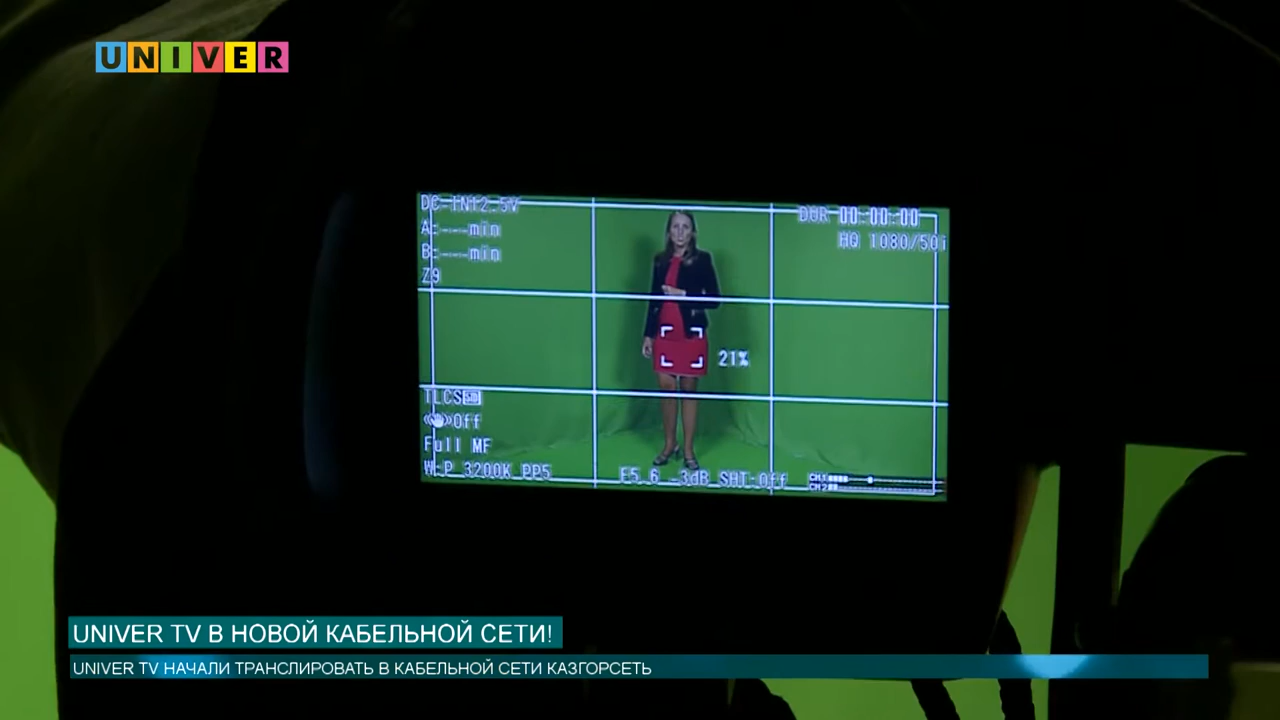 UNIVER
DC IN12.5V
DUR 00:00:00
A:---min
HQ 1080/50i
B:---min
Z9
21%
TLCS
Off
Full MF
W:P 3200K PP5
F5.6 -3dB SHT:Off
CH1
CH2
UNIVER TV В НОВОЙ КАБЕЛЬНОЙ СЕТИ!
UNIVER TV НАЧАЛИ ТРАНСЛИРОВАТЬ В КАБЕЛЬНОЙ СЕТИ КАЗГОРСЕТЬ